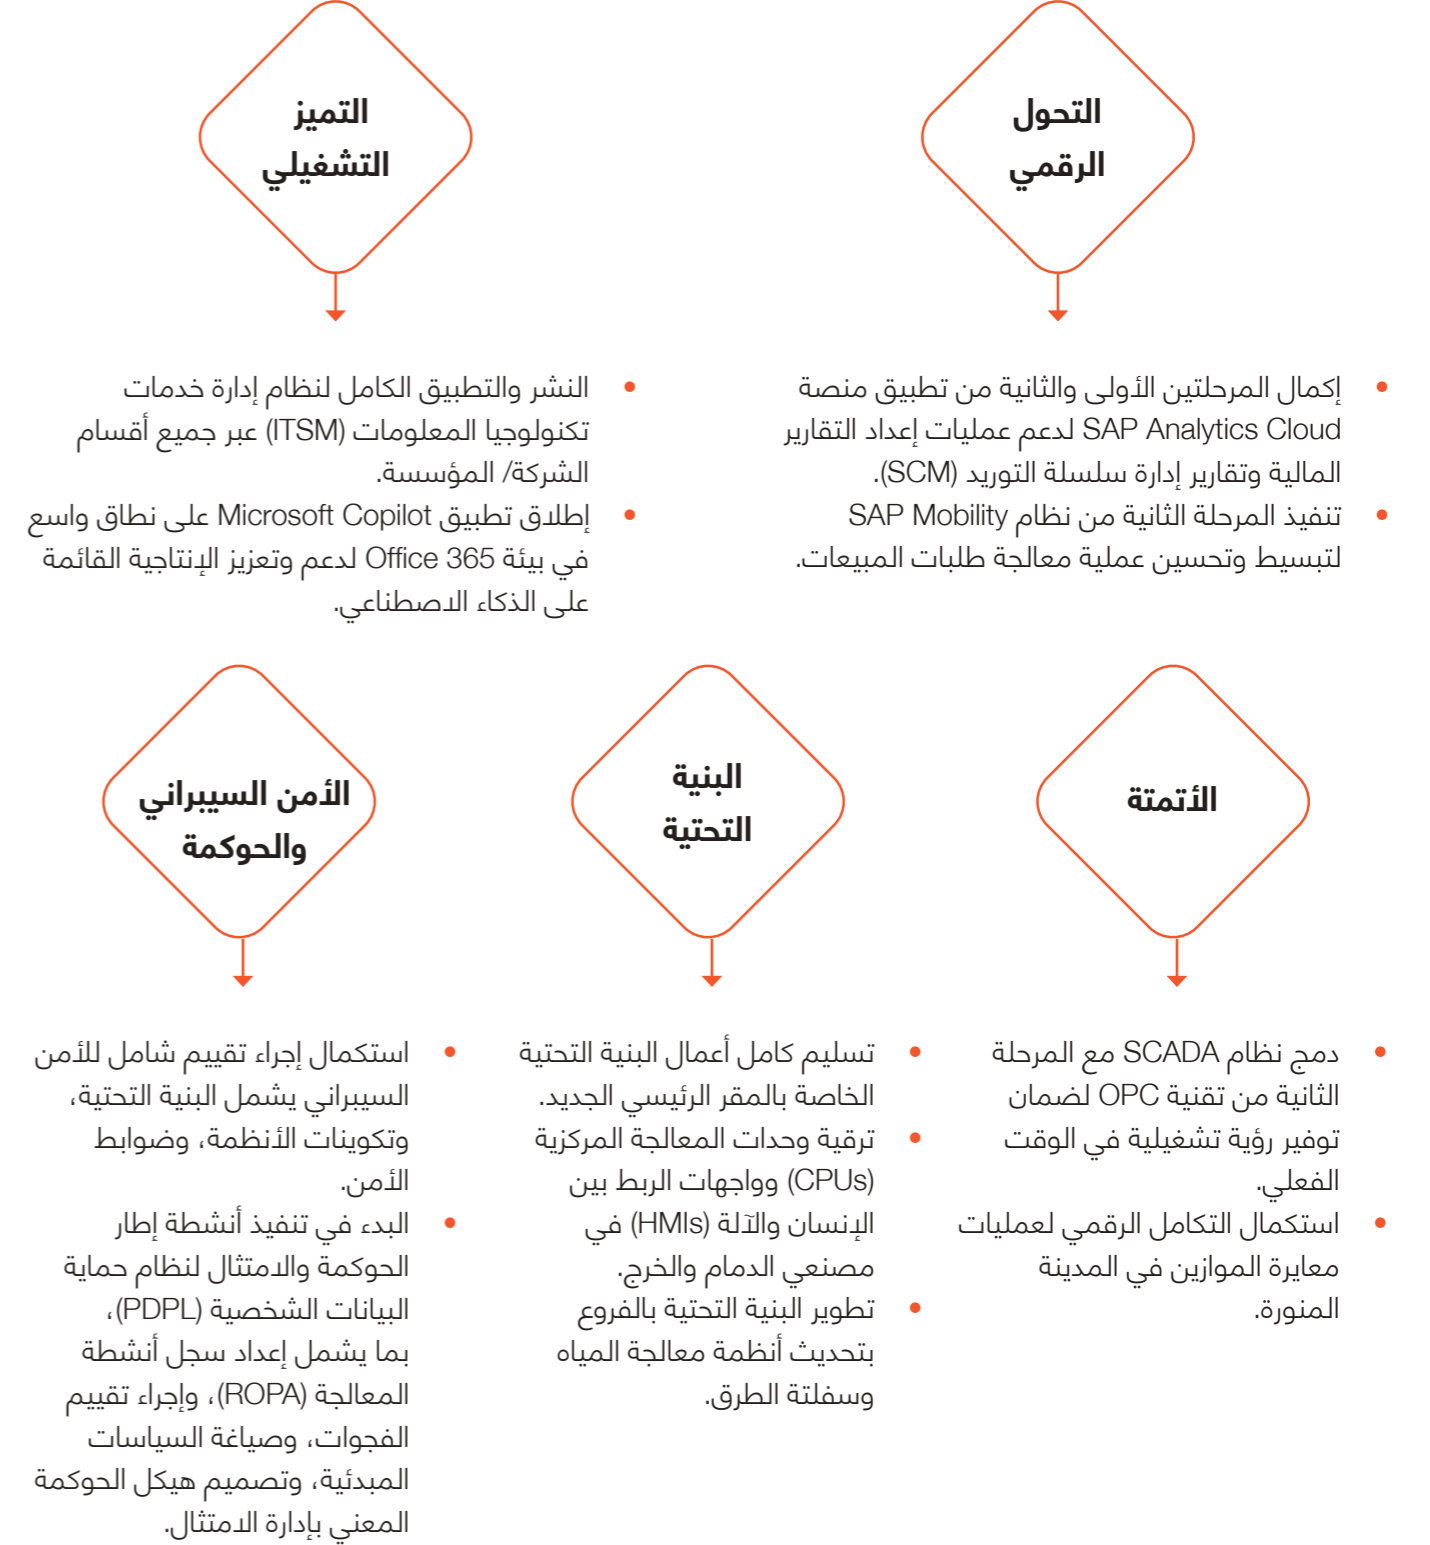 التحول
الرقمي
إكمال المرحلتين الأولى والثانية من تطبيق منصة
SAP Analytics Cloud لدعم عمليات إعداد التقارير
المالية وتقارير إدارة سلسلة التوريد (SCM).
تنفيذ المرحلة الثانية من نظام SAP Mobility
لتبسيط وتحسين عملية معالجة طلبات المبيعات.
التميز
التشغيلي
النشر والتطبيق الكامل لنظام إدارة خدمات
تكنولوجيا المعلومات (ITSM) عبر جميع أقسام
الشركة/ المؤسسة.
إطلاق تطبيق Microsoft Copilot على نطاق واسع
في بيئة Office 365 لدعم وتعزيز الإنتاجية القائمة
على الذكاء الاصطناعي.
الأتمتة
دمج نظام SCADA مع المرحلة
الثانية من تقنية OPC لضمان
توفير رؤية تشغيلية في الوقت
الفعلي.
استكمال التكامل الرقمي لعمليات
معايرة الموازين في المدينة
المنورة.
البنية
التحتية
تسليم كامل أعمال البنية التحتية
الخاصة بالمقر الرئيسي الجديد.
ترقية وحدات المعالجة المركزية
(CPUs) وواجهات الربط بين
الإنسان والآلة (HMIs) في
مصنعي الدمام والخرج.
تطوير البنية التحتية بالفروع
بتحديث أنظمة معالجة المياه
وسفلتة الطرق.
الأمن السيبراني
والحوكمة
استكمال إجراء تقييم شامل للأمن
السيبراني يشمل البنية التحتية،
وتكوينات الأنظمة، وضوابط
الأمن.
البدء في تنفيذ أنشطة إطار
الحوكمة والامتثال لنظام حماية
البيانات الشخصية (PDPL)،
بما يشمل إعداد سجل أنشطة
المعالجة (ROPA)، وإجراء تقييم
الفجوات، وصياغة السياسات
المبدئية، وتصميم هيكل الحوكمة
المعني بإدارة الامتثال.